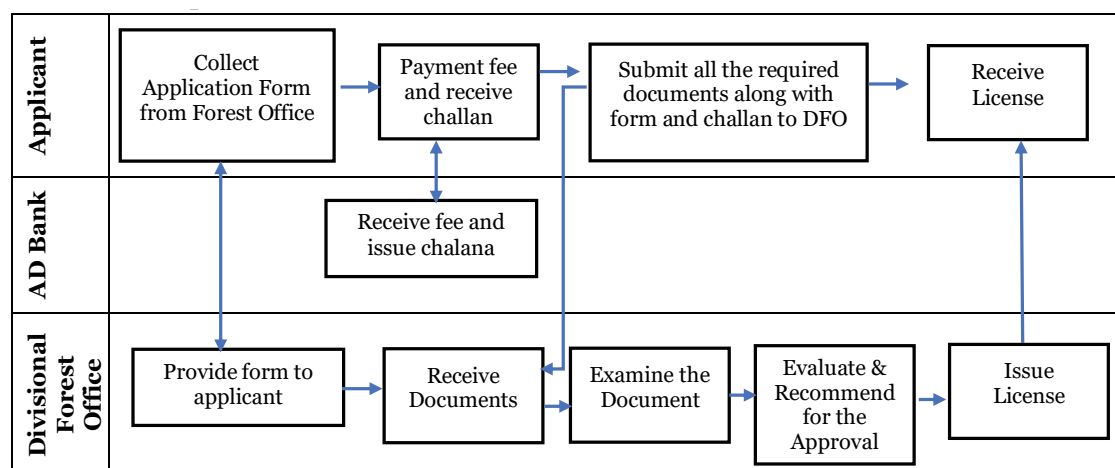 Applicant
Collect
Application Form
from Forest Office
Payment fee
and receive
challan
Submit all the required
documents along with
form and challan to DFO
Receive
License
AD Bank
Receive fee and
issue chalana
Divisional
Forest
Office
Provide form to
applicant
Receive
Documents
Examine the
Document
Evaluate &
Recommend
for the
Approval
Issue
License